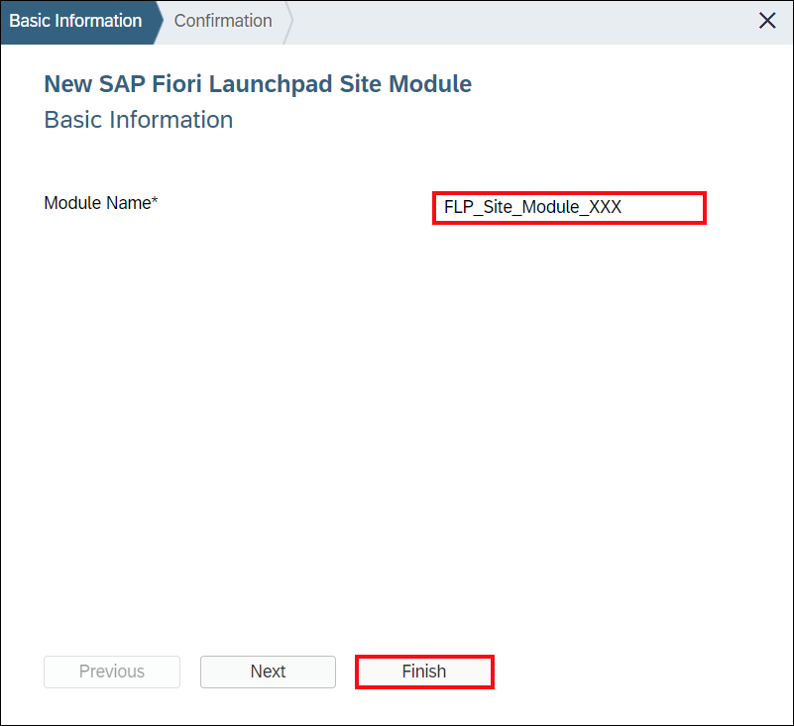 Basic Information
Confirmation
New SAP Fiori Launchpad Site Module
Basic Information
Module Name*
FLP_Site_Module_XXX
Previous
Next
Finish